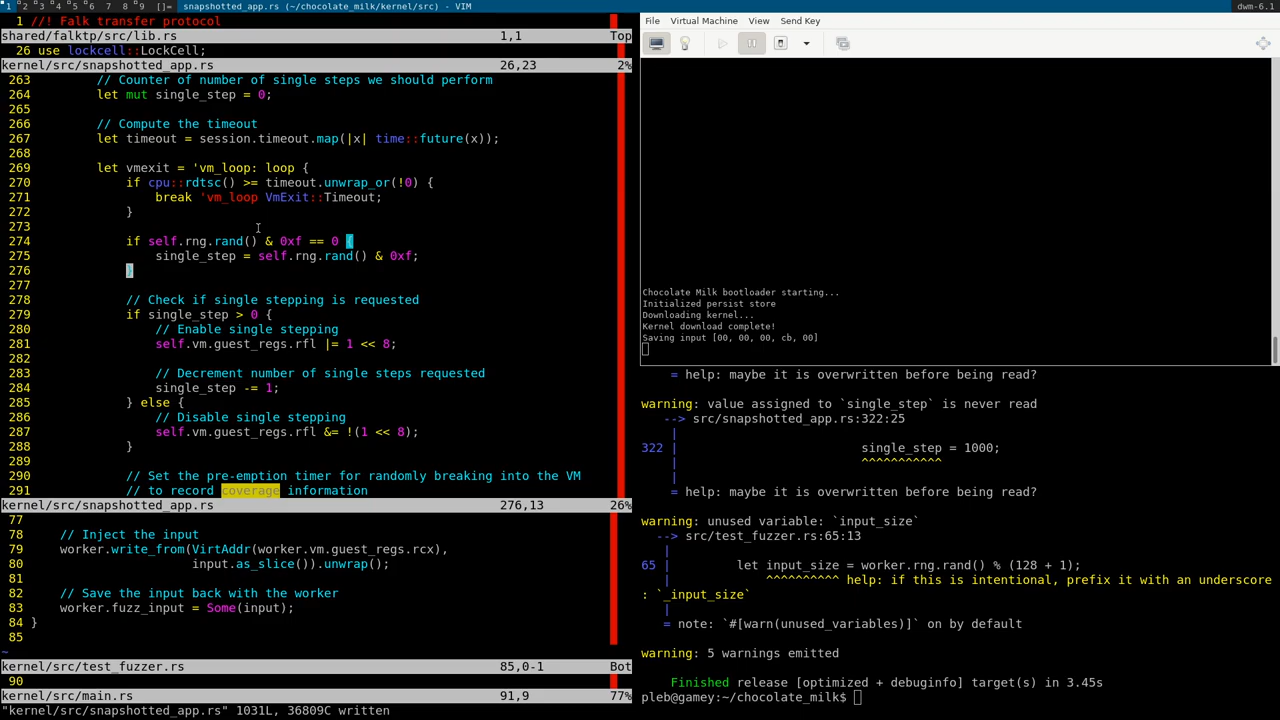 1 2 3 4 5 6 7 8 9 []= snapshotted_app.rs (~/chocolate_milk/kernel/src) - VIM
dwm-6.1
1 //! Falk transfer protocol
shared/falktp/src/lib.rs 1,1 Top
26 use lockcell::LockCell;
kernel/src/snapshotted_app.rs 26,23 2%
263 // Counter of number of single steps we should perform
264 let mut single_step = 0;
265
266 // Compute the timeout
267 let timeout = session.timeout.map(|x| time::future(x));
268
269 let vmexit = 'vm_loop: loop {
270 if cpu::rdtsc() >= timeout.unwrap_or(!0) {
271 break 'vm_loop VmExit::Timeout;
272 }
273
274 if self.rng.rand() & 0xf == 0 {
275 single_step = self.rng.rand() & 0xf;
276 }
277
278 // Check if single stepping is requested
279 if single_step > 0 {
280 // Enable single stepping
281 self.vm.guest_regs.rfl |= 1 << 8;
282
283 // Decrement number of single steps requested
284 single_step -= 1;
285 } else {
286 // Disable single stepping
287 self.vm.guest_regs.rfl &= !(1 << 8);
288 }
289
290 // Set the pre-emption timer for randomly breaking into the VM
291 // to record coverage information
kernel/src/snapshotted_app.rs 276,13 26%
77
78 // Inject the input
79 worker.write_from(VirtAddr(worker.vm.guest_regs.rcx),
80 input.as_slice()).unwrap();
81
82 // Save the input back with the worker
83 worker.fuzz_input = Some(input);
84 }
85
~
kernel/src/test_fuzzer.rs 85,0-1 Bot
90
kernel/src/main.rs 91,9 77%
"kernel/src/snapshotted_app.rs" 1031L, 36809C written
File Virtual Machine View Send Key
Chocolate Milk bootloader starting...
Initialized persist store
Downloading kernel...
Kernel download complete!
Saving input [00, 00, 00, cb, 00]
= help: maybe it is overwritten before being read?
warning: value assigned to `single_step` is never read
--> src/snapshotted_app.rs:322:25
|
322 | single_step = 1000;
| ^^^^^^^^^^^
|
= help: maybe it is overwritten before being read?
warning: unused variable: `input_size`
--> src/test_fuzzer.rs:65:13
|
65 | let input_size = worker.rng.rand() % (128 + 1);
| ^^^^^^^^^^ help: if this is intentional, prefix it with an underscore
: `_input_size`
|
= note: `#[warn(unused_variables)]` on by default
warning: 5 warnings emitted
Finished release [optimized + debuginfo] target(s) in 3.45s
pleb@gamey:~/chocolate_milk$